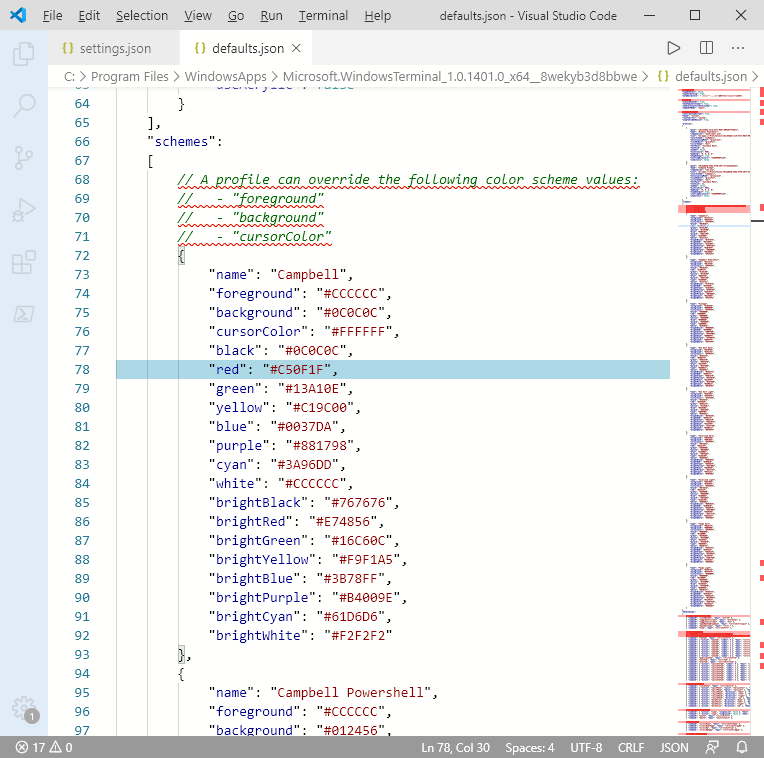 File Edit Selection View Go Run Terminal Help defaults.json - Visual Studio Code
{} settings.json {} defaults.json
C: > Program Files > WindowsApps > Microsoft.WindowsTerminal_1.0.1401.0_x64__8wekyb3d8bbwe > {} defaults.json >
64 }
65 ],
66 "schemes":
67 [
68 // A profile can override the following color scheme values:
69 // - "foreground"
70 // - "background"
71 // - "cursorColor"
72 {
73 "name": "Campbell",
74 "foreground": "#CCCCCC",
75 "background": "#0C0C0C",
76 "cursorColor": "#FFFFFF",
77 "black": "#0C0C0C",
78 "red": "#C50F1F",
79 "green": "#13A10E",
80 "yellow": "#C19C00",
81 "blue": "#0037DA",
82 "purple": "#881798",
83 "cyan": "#3A96DD",
84 "white": "#CCCCCC",
85 "brightBlack": "#767676",
86 "brightRed": "#E74856",
87 "brightGreen": "#16C60C",
88 "brightYellow": "#F9F1A5",
89 "brightBlue": "#3B78FF",
90 "brightPurple": "#B4009E",
91 "brightCyan": "#61D6D6",
92 "brightWhite": "#F2F2F2"
93 },
94 {
95 "name": "Campbell Powershell",
96 "foreground": "#CCCCCC",
97 "background": "#012456",
1
17 0 Ln 78, Col 30 Spaces: 4 UTF-8 CRLF JSON